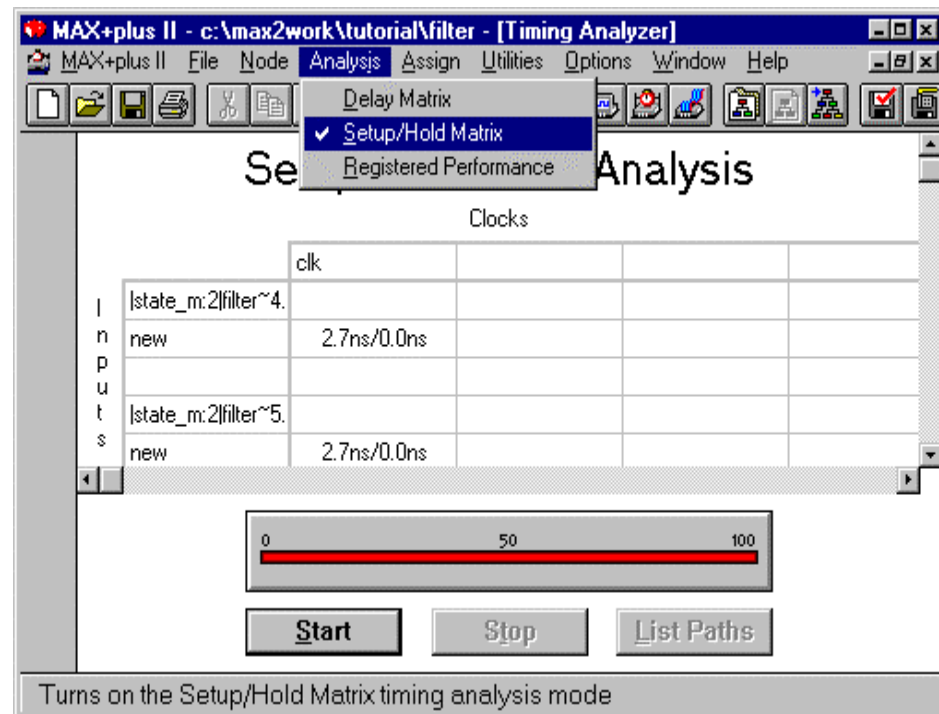 MAX+plus II - c:\max2work\tutorial\filter - [Timing Analyzer]
MAX+plus II File Node Analysis Assign Utilities Options Window Help
Delay Matrix
Setup/Hold Matrix
Registered Performance
Se Analysis
Clocks
clk
Inputs
|state_m:2|filter~4.
new 2.7ns/0.0ns
|state_m:2|filter~5.
new 2.7ns/0.0ns
0 50 100
Start Stop List Paths
Turns on the Setup/Hold Matrix timing analysis mode